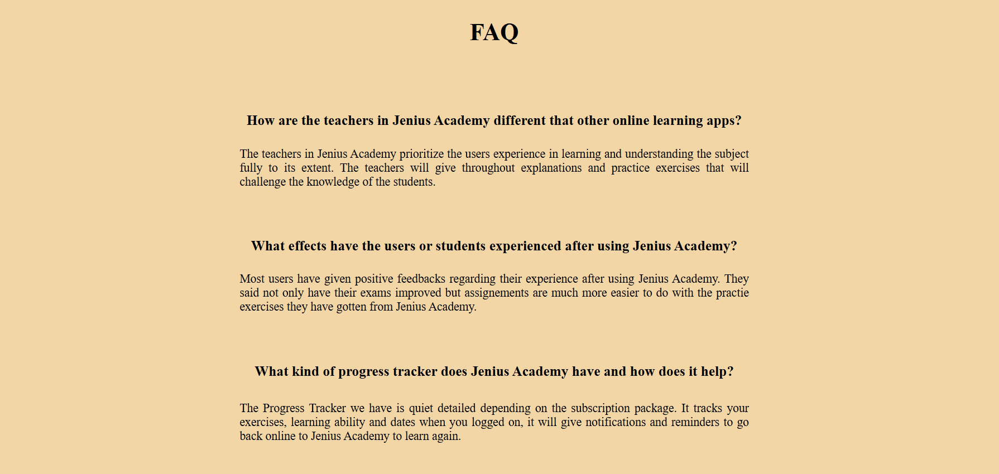 FAQ
How are the teachers in Jenius Academy different that other online learning apps?
The teachers in Jenius Academy prioritize the users experience in learning and understanding the subject
fully to its extent. The teachers will give throughout explanations and practice exercises that will
challenge the knowledge of the students.
What effects have the users or students experienced after using Jenius Academy?
Most users have given positive feedbacks regarding their experience after using Jenius Academy. They
said not only have their exams improved but assignements are much more easier to do with the practie
exercises they have gotten from Jenius Academy.
What kind of progress tracker does Jenius Academy have and how does it help?
The Progress Tracker we have is quiet detailed depending on the subscription package. It tracks your
exercises, learning ability and dates when you logged on, it will give notifications and reminders to go
back online to Jenius Academy to learn again.